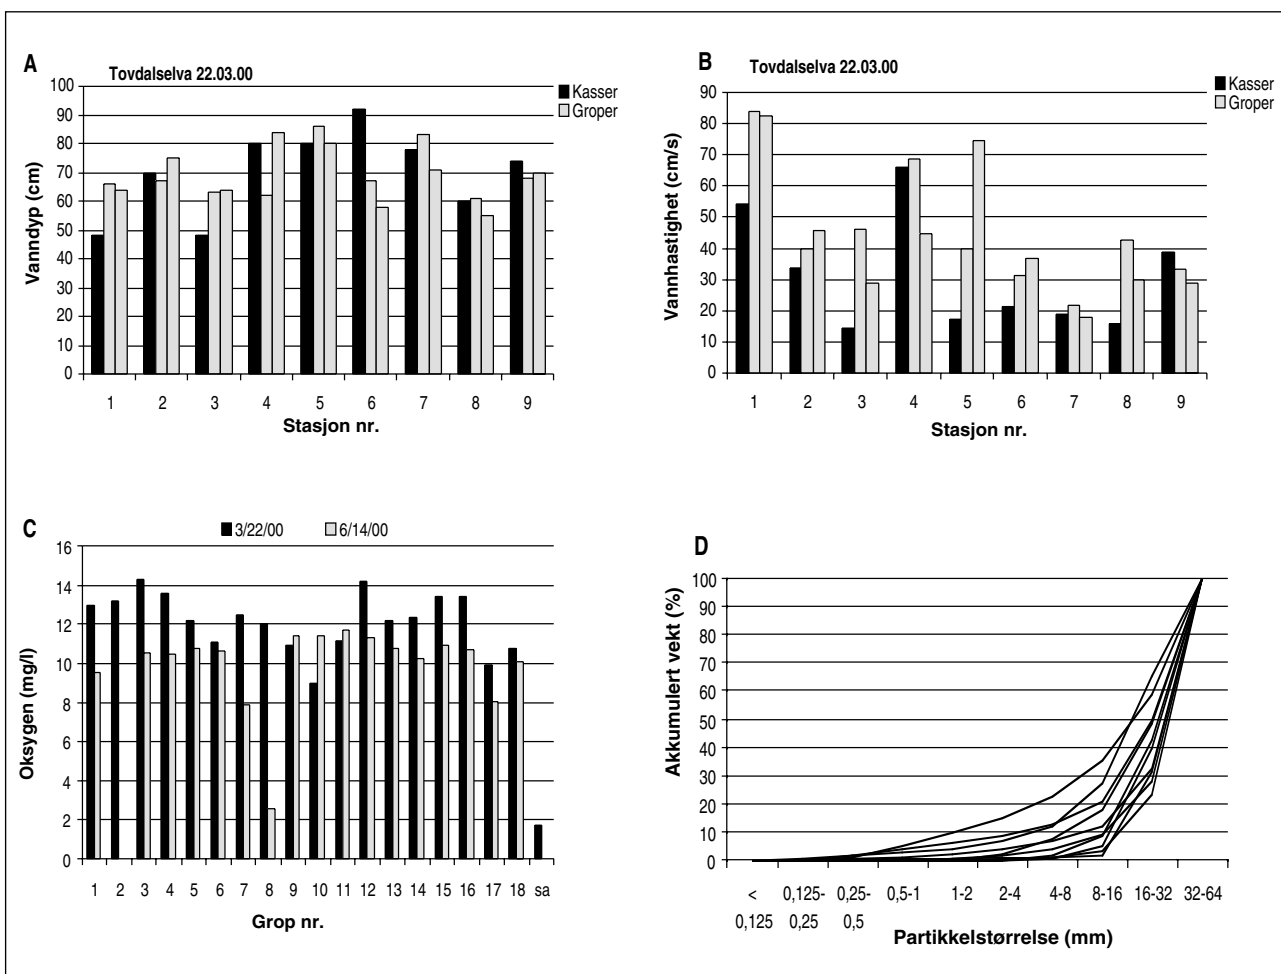 A
Tovdalselva 22.03.00
Kasser
Groper
Vanndyp (cm)
100
90
80
70
60
50
40
30
20
10
0
1 2 3 4 5 6 7 8 9
Stasjon nr.
B
Tovdalselva 22.03.00
Kasser
Groper
Vannhastighet (cm/s)
90
80
70
60
50
40
30
20
10
0
1 2 3 4 5 6 7 8 9
Stasjon nr.
C
3/22/00 6/14/00
Oksygen (mg/l)
16
14
12
10
8
6
4
2
0
1 2 3 4 5 6 7 8 9 10 11 12 13 14 15 16 17 18 sa
Grop nr.
D
Akkumulert vekt (%)
100
90
80
70
60
50
40
30
20
10
0
< 0,125- 0,25- 0,5-1 1-2 2-4 4-8 8-16 16-32 32-64
0,125 0,25 0,5
Partikkelstørrelse (mm)